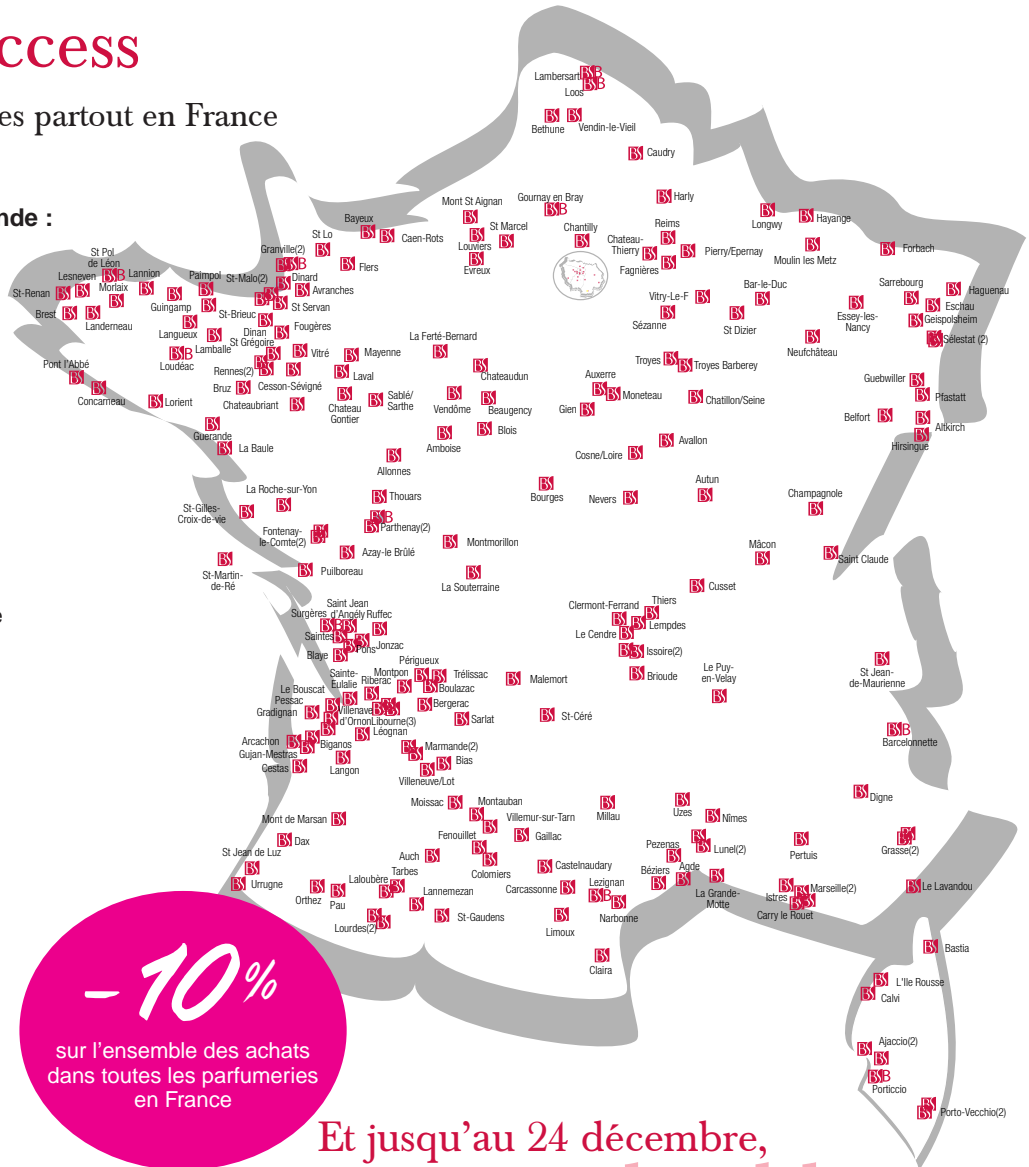 ccess
es partout en France
nde :
e
Lambersart
Loos
Bethune
Vendin-le-Vieil
Caudry
Harly
Mont St Aignan
Gournay en Bray
Bayeux
St Lo
Caen-Rots
Louviers
St Marcel
Chantilly
Chateau-
Thierry
Reims
Longwy
Hayange
Granville(2)
Flers
Evreux
Fagnières
Pierry/Epernay
Moulin les Metz
Forbach
St Pol
de Léon
Lesneven
Lannion
St-Renan
Morlaix
Paimpol
St-Malo(2)
Dinard
Avranches
Vitry-Le-F
Bar-le-Duc
Sarrebourg
Haguenau
Brest
Landerneau
Guingamp
St-Brieuc
St Servan
Sézanne
St Dizier
Essey-les-
Nancy
Eschau
Geispolsheim
Langueux
Lamballe
Dinan
Fougères
St Grégoire
Loudéac
Rennes(2)
Vitré
Mayenne
La Ferté-Bernard
Neufchâteau
Sélestat (2)
Pont l'Abbé
Bruz
Cesson-Sévigné
Laval
Chateaudun
Troyes
Troyes Barberey
Guebwiller
Concarneau
Lorient
Chateaubriant
Chateau
Gontier
Sablé/
Sarthe
Vendôme
Beaugency
Auxerre
Moneteau
Gien
Chatillon/Seine
Pfastatt
Belfort
Altkirch
Hirsingue
Guerande
La Baule
Amboise
Blois
Allonnes
Cosne/Loire
Avallon
La Roche-sur-Yon
Thouars
Bourges
Nevers
Autun
Champagnole
St-Gilles-
Croix-de-vie
Fontenay-
le-Comte(2)
Parthenay(2)
Azay-le Brûlé
Montmorillon
Mâcon
Saint Claude
St-Martin-
de-Ré
Puilboreau
La Souterraine
Cusset
Surgères
Saint Jean
d'Angély
Ruffec
Clermont-Ferrand
Thiers
Lempdes
Saintes
Pons
Jonzac
Le Cendre
Blaye
Issoire(2)
Périgueux
Sainte-
Eulalie
Riberac
Montpon
Trélissac
Boulazac
Malemort
Brioude
Le Puy-
en-Velay
St Jean-
de-Maurienne
Le Bouscat
Pessac
Gradignan
Villenave
d'Ornon
Libourne(3)
Bergerac
Sarlat
St-Céré
Barcelonnette
Arcachon
Gujan-Mestras
Biganos
Léognan
Marmande(2)
Bias
Cestas
Langon
Villeneuve/Lot
Digne
Moissac
Montauban
Millau
Uzes
Nîmes
Mont de Marsan
Villemur-sur-Tarn
Dax
Fenouillet
Gaillac
Pezenas
Lunel(2)
Pertuis
Grasse(2)
St Jean de Luz
Auch
Colomiers
Castelnaudary
Béziers
Agde
Urrugne
Laloubère
Tarbes
Carcassonne
Lezignan
La Grande-
Motte
Istres
Marseille(2)
Le Lavandou
Orthez
Pau
Lannemezan
Narbonne
Carry le Rouet
Lourdes(2)
St-Gaudens
Limoux
Claira
Bastia
L'Ile Rousse
Calvi
Ajaccio(2)
Porticcio
Porto-Vecchio(2)
-10%
sur l'ensemble des achats
dans toutes les parfumeries
en France
Et jusqu'au 24 décembre,